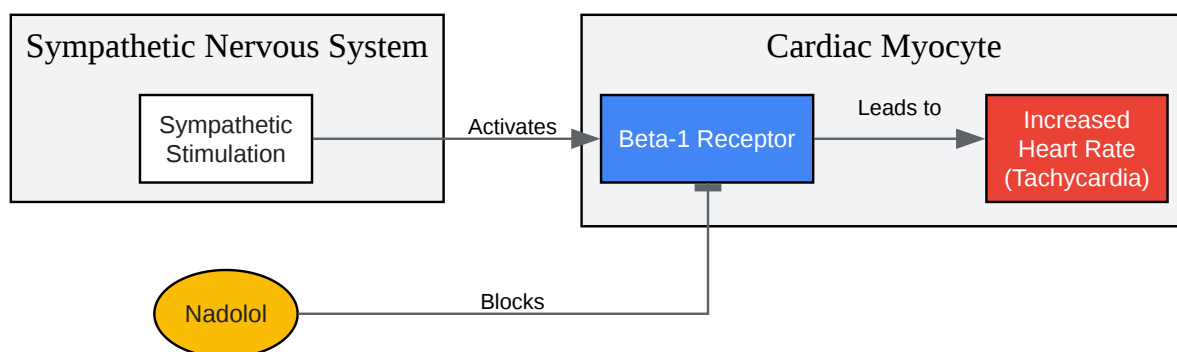 Sympathetic Nervous System
Cardiac Myocyte
Sympathetic
Stimulation
Activates
Beta-1 Receptor
Leads to
Increased
Heart Rate
(Tachycardia)
Nadolol
Blocks